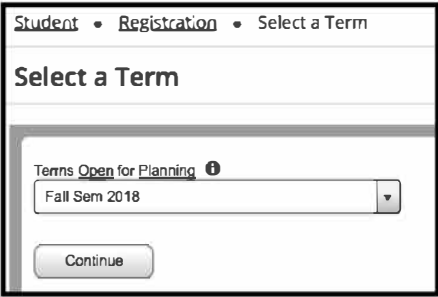 Student • Registration • Select a Term
Select a Term
Terms Open for Planning
Fall Sem 2018
Continue